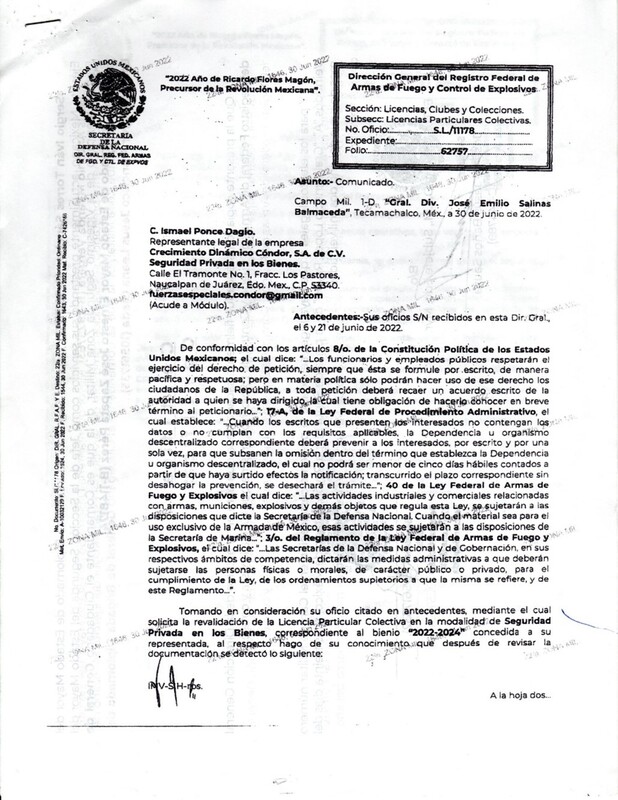 ESTADOS UNIDOS MEXICANOS
SECRETARÍA
DE LA
DEFENSA NACIONAL
DIR. GRAL. REG. FED. ARMAS
DE FGO. Y CTL. DE EXPVOS
"2022 Año de Ricardo Flores Magón,
Precursor de la Revolución Mexicana".
Dirección General del Registro Federal de
Armas de Fuego y Control de Explosivos
Sección: Licencias, Clubes y Colecciones.
Subsecc: Licencias Particulares Colectivas.
No. Oficio: S.L/11178
Expediente:
Folio: 62757
Asunto:- Comunicado.
Campo Mil. 1-D, "Gral. Div. José Emilio Salinas
Balmaceda", Tecamachalco, Méx., a 30 de junio de 2022.
C. Ismael Ponce Dagio.
Representante legal de la empresa
Crecimiento Dinámico Cóndor, S.A. de C.V.
Seguridad Privada en los Bienes.
Calle El Tramonte No. 1, Fracc. Los Pastores,
Naucalpan de Juárez, Edo. Mex., C.P. 53340.
fuerzasespeciales.condor@gmail.com
(Acude a Módulo).
Antecedentes:-Sus oficios S/N recibidos en esta Dir. Gral.,
el 6 y 21 de junio de 2022.
De conformidad con los artículos 8/o. de la Constitución Política de los Estados
Unidos Mexicanos; el cual dice: "...Los funcionarios y empleados públicos respetarán el
ejercicio del derecho de petición, siempre que ésta se formule por escrito, de manera
pacífica y respetuosa; pero en materia política sólo podrán hacer uso de ese derecho los
ciudadanos de la República, a toda petición deberá recaer un acuerdo escrito de la
autoridad a quien se haya dirigido, la cual tiene obligación de hacerlo conocer en breve
término al peticionario..."; 17-A, de la Ley Federal de Procedimiento Administrativo, el
cual establece: "...Cuando los escritos que presenten los interesados no contengan los
datos o no cumplan con los requisitos aplicables, la Dependencia u organismo
descentralizado correspondiente deberá prevenir a los interesados, por escrito y por una
sola vez, para que subsanen la omisión dentro del término que establezca la Dependencia
u organismo descentralizado, el cual no podrá ser menor de cinco días hábiles contados a
partir de que haya surtido efectos la notificación; transcurrido el plazo correspondiente sin
desahogar la prevención, se desechará el trámite..."; 40 de la Ley Federal de Armas de
Fuego y Explosivos el cual dice: "...Las actividades industriales y comerciales relacionadas
con armas, municiones, explosivos y demás objetos que regula esta Ley, se sujetarán a las
disposiciones que dicte la Secretaría de la Defensa Nacional. Cuando el material sea para el
uso exclusivo de la Armada de México, esas actividades se sujetarán a las disposiciones de
la Secretaría de Marina..."; 3/o. del Reglamento de la Ley Federal de Armas de Fuego y
Explosivos, el cual dice: "...Las Secretarías de la Defensa Nacional y de Gobernación, en sus
respectivos ámbitos de competencia, dictarán las medidas administrativas a que deberán
sujetarse las personas físicas o morales, de carácter público o privado, para el
cumplimiento de la Ley, de los ordenamientos supletorios a que la misma se refiere, y de
este Reglamento...".
Tomando en consideración su oficio citado en antecedentes, mediante el cual
solicita la revalidación de la Licencia Particular Colectiva en la modalidad de Seguridad
Privada en los Bienes, correspondiente al bienio "2022-2024" concedida a su
representada, al respecto hago de su conocimiento que después de revisar la
documentación se detectó lo siguiente:
A la hoja dos...